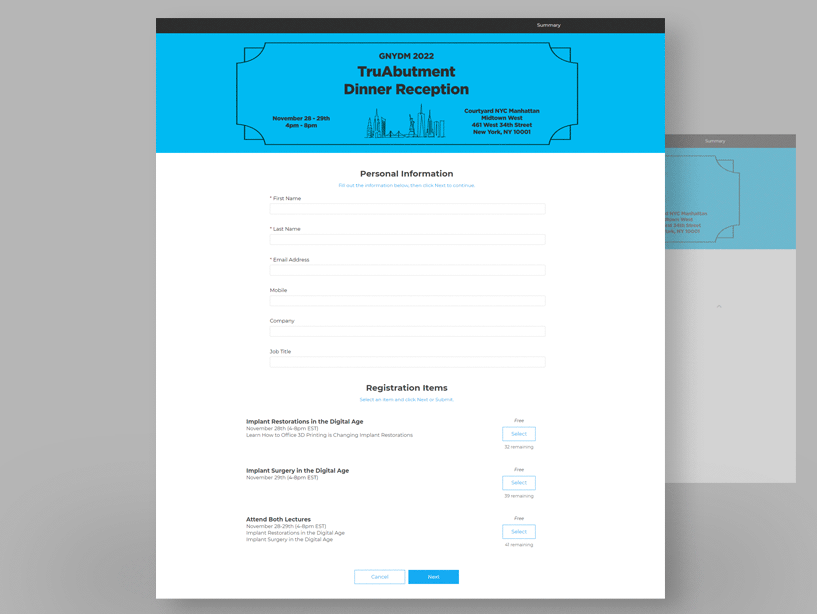 Summary
GNYDM 2022
TruAbutment
Dinner Reception
November 28 - 29th
4pm - 8pm
Courtyard NYC Manhattan
Midtown West
461 West 34th Street
New York, NY 10001
Personal Information
Fill out the information below, then click Next to continue.
* First Name
* Last Name
* Email Address
Mobile
Company
Job Title
Registration Items
Select an item and click Next or Submit.
Implant Restorations in the Digital Age
November 28th (4-8pm EST)
Learn How to Office 3D Printing is Changing Implant Restorations
Free
Select
32 remaining
Implant Surgery in the Digital Age
November 29th (4-8pm EST)
Free
Select
39 remaining
Attend Both Lectures
November 28-29th (4-8pm EST)
Implant Restorations in the Digital Age
Implant Surgery in the Digital Age
Free
Select
41 remaining
Cancel
Next
Summary
NYC Manhattan
West
34th Street
NY 10001